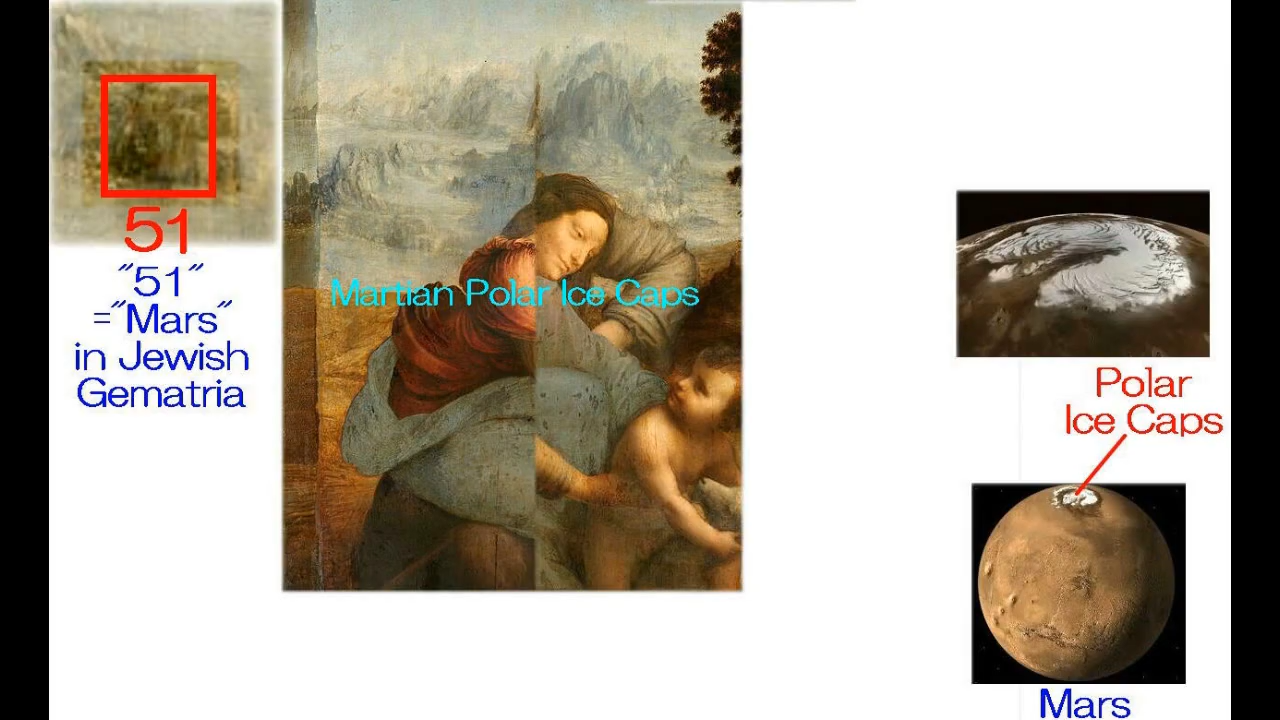 51
"51"
="Mars"
in Jewish
Gematria
Martian Polar Ice Caps
Polar
Ice Caps
Mars